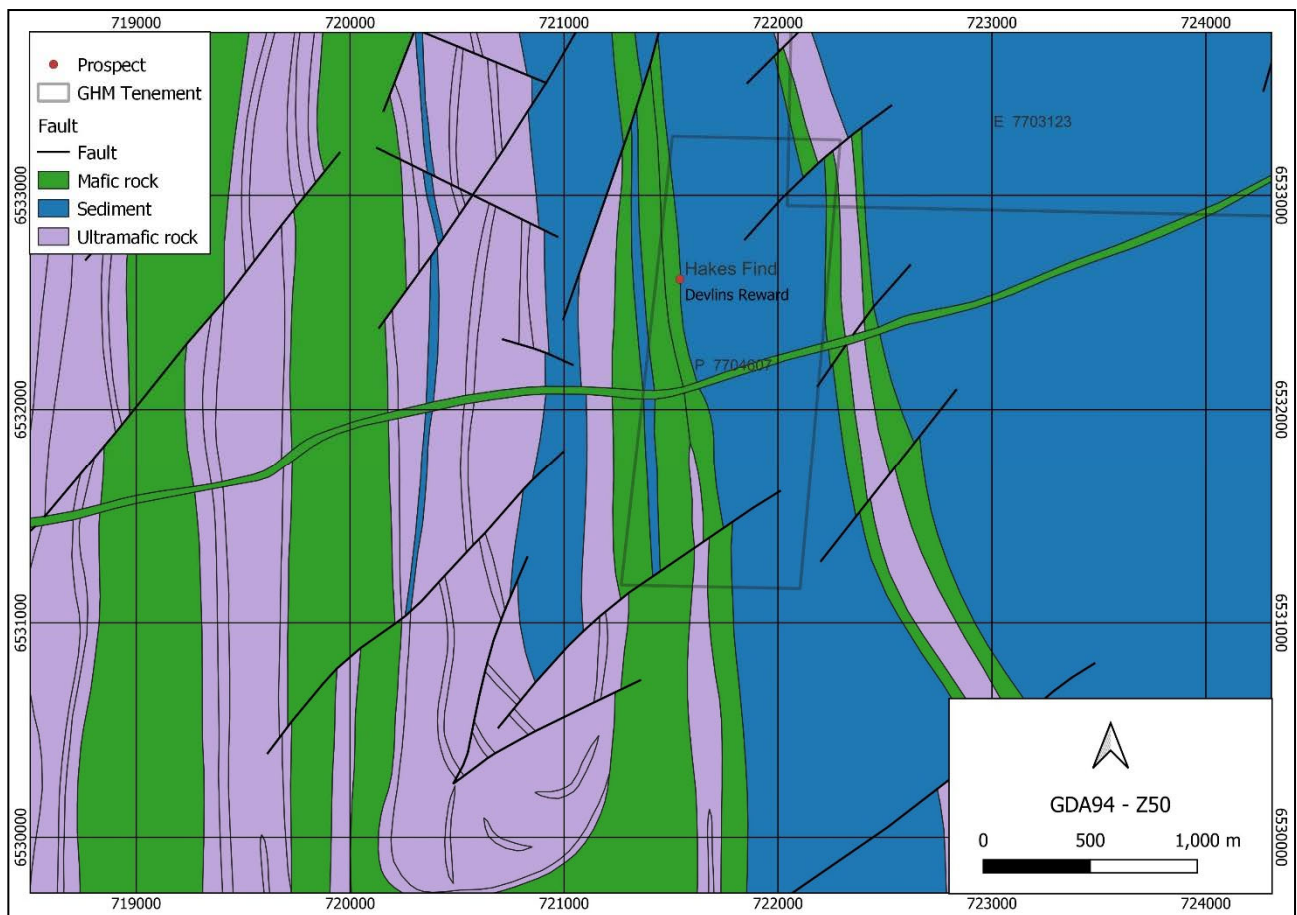 719000 720000 721000 722000 723000 724000
Prospect
GHM Tenement
Fault
Fault
Mafic rock
Sediment
Ultramafic rock
E 7703123
6533000 6533000
Hakes Find
Devlins Reward
P 7704607
6532000 6532000
6531000 6531000
GDA94 - Z50
0 500 1,000 m
6530000 6530000
719000 720000 721000 722000 723000 724000